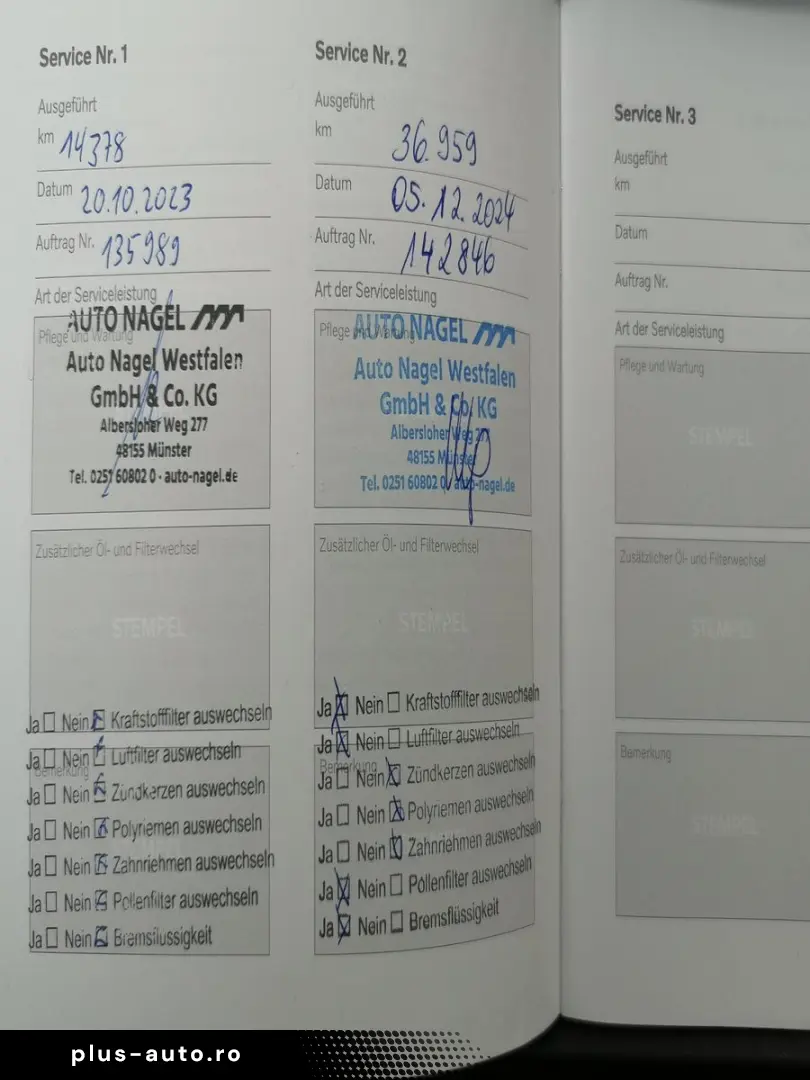 Service Nr. 1
Ausgeführt
km 14378
Datum 20.10.2023
Auftrag Nr. 135989
Art der Serviceleistung
Pflege und Wartung
AUTO NAGEL
Auto Nagel Westfalen
GmbH & Co. KG
Albersloher Weg 277
48155 Münster
Tel. 0251 60802 0 · auto-nagel.de
Zusätzlicher Öl- und Filterwechsel
STEMPEL
Ja Nein Kraftstofffilter auswechseln
Ja Nein Luftfilter auswechseln
Bemerkung
Ja Nein Zündkerzen auswechseln
Ja Nein Polyriemen auswechseln
Ja Nein Zahnriehmen auswechseln
Ja Nein Pollenfilter auswechseln
Ja Nein Bremsflüssigkeit
Service Nr. 2
Ausgeführt
km 36.959
Datum 05.12.2024
Auftrag Nr. 142846
Art der Serviceleistung
Pflege und Wartung
AUTO NAGEL
Auto Nagel Westfalen
GmbH & Co. KG
Albersloher Weg 277
48155 Münster
Tel. 0251 60802 0 · auto-nagel.de
Zusätzlicher Öl- und Filterwechsel
STEMPEL
Ja Nein Kraftstofffilter auswechseln
Ja Nein Luftfilter auswechseln
Bemerkung
Ja Nein Zündkerzen auswechseln
Ja Nein Polyriemen auswechseln
Ja Nein Zahnriehmen auswechseln
Ja Nein Pollenfilter auswechseln
Ja Nein Bremsflüssigkeit
Service Nr. 3
Ausgeführt
km
Datum
Auftrag Nr.
Art der Serviceleistung
Pflege und Wartung
STEMPEL
Zusätzlicher Öl- und Filterwechsel
STEMPEL
Bemerkung
STEMPEL
plus-auto.ro